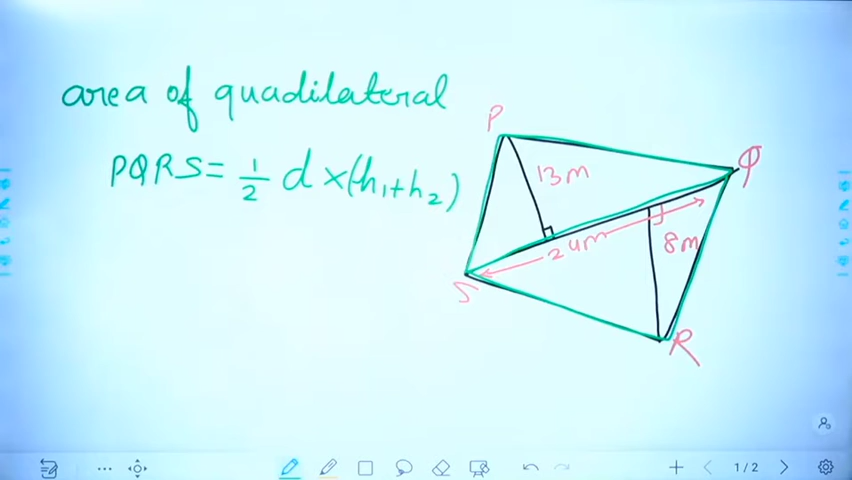 area of quadilateral
PQRS = 1/2 d × (h₁+h₂)
P
Q
13m
24m
8m
S
R
1/2